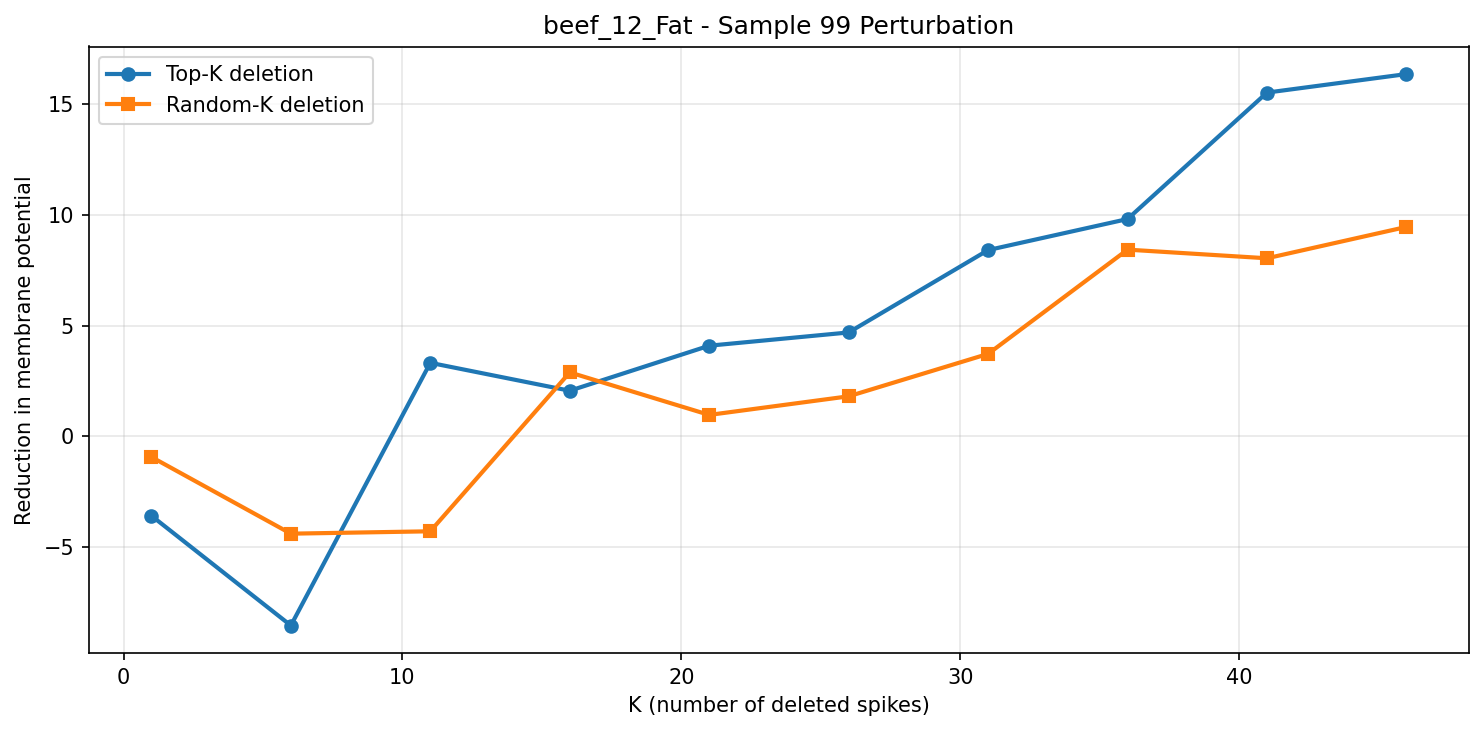 beef_12_Fat - Sample 99 Perturbation
Top-K deletion
Random-K deletion
Reduction in membrane potential
15
10
5
0
−5
0 10 20 30 40
K (number of deleted spikes)